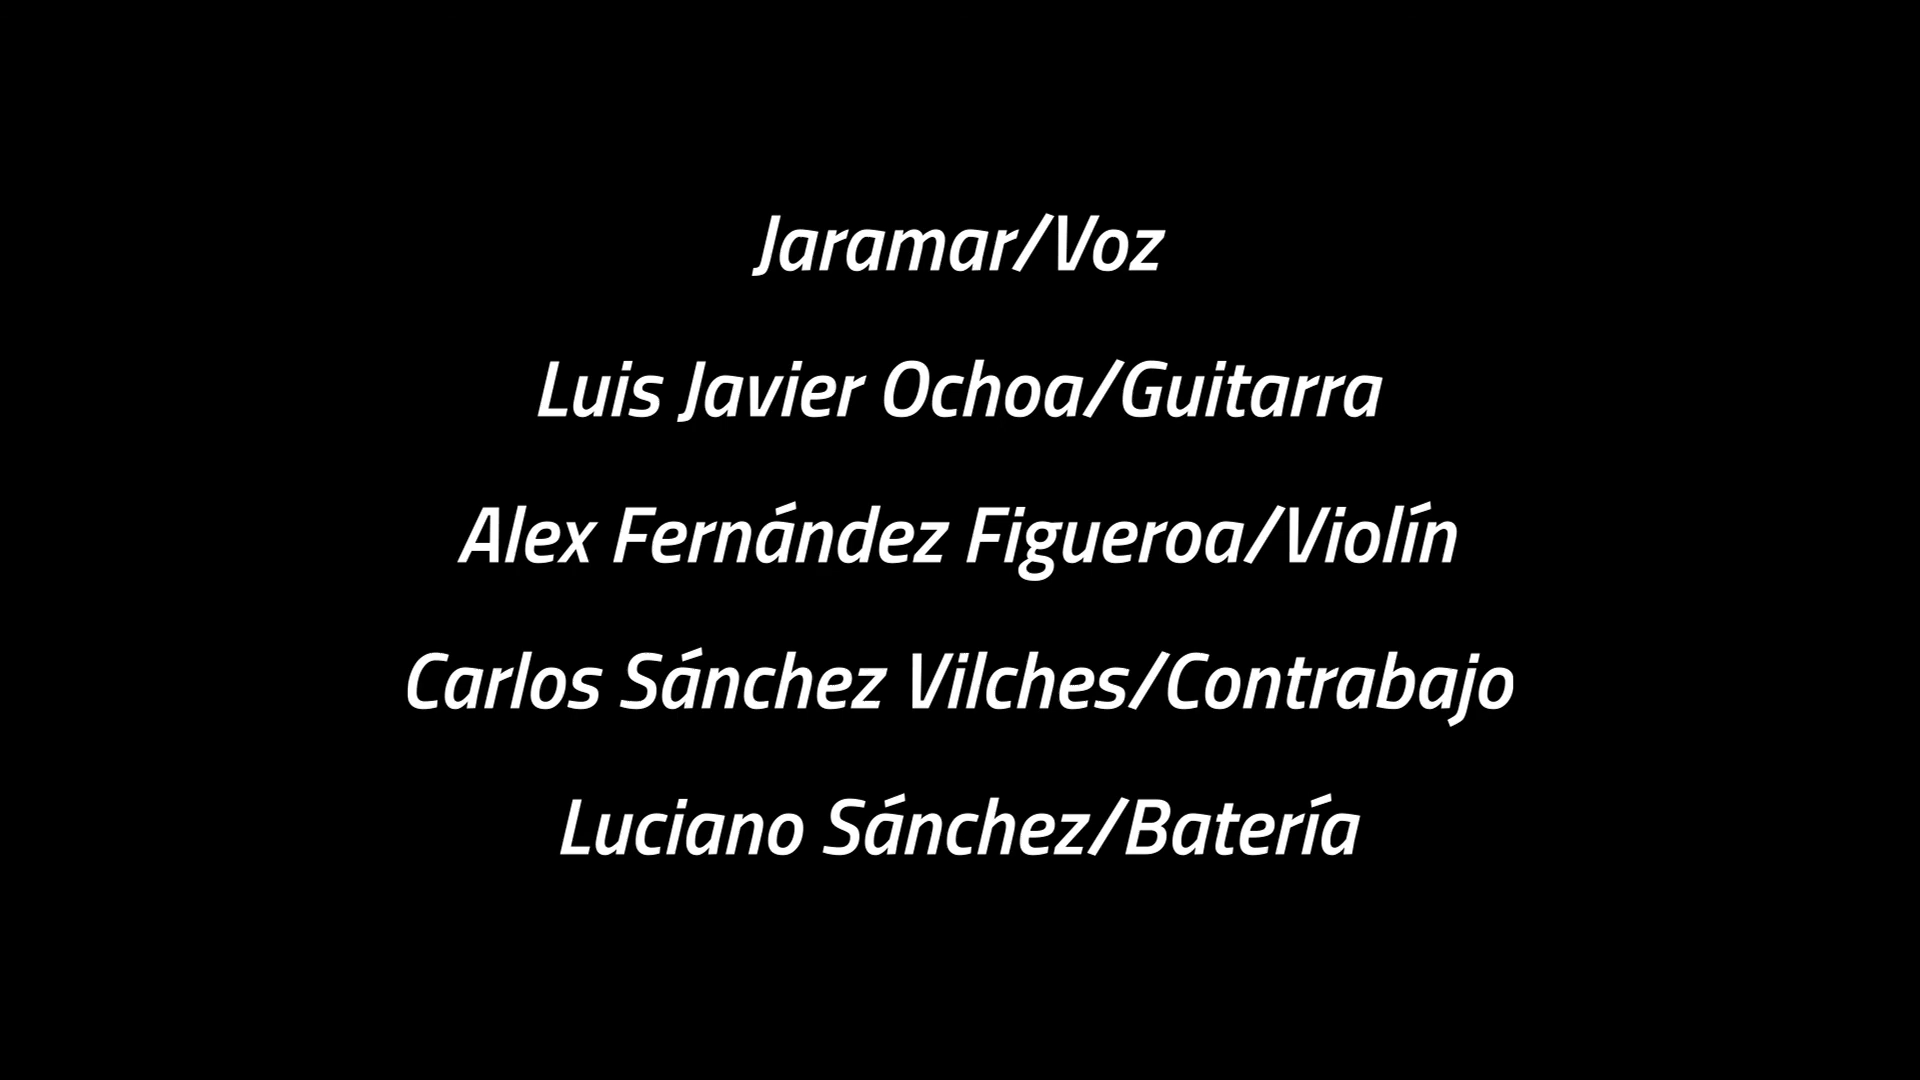 Jaramar/Voz
Luis Javier Ochoa/Guitarra
Alex Fernández Figueroa/Violín
Carlos Sánchez Vilches/Contrabajo
Luciano Sánchez/Batería